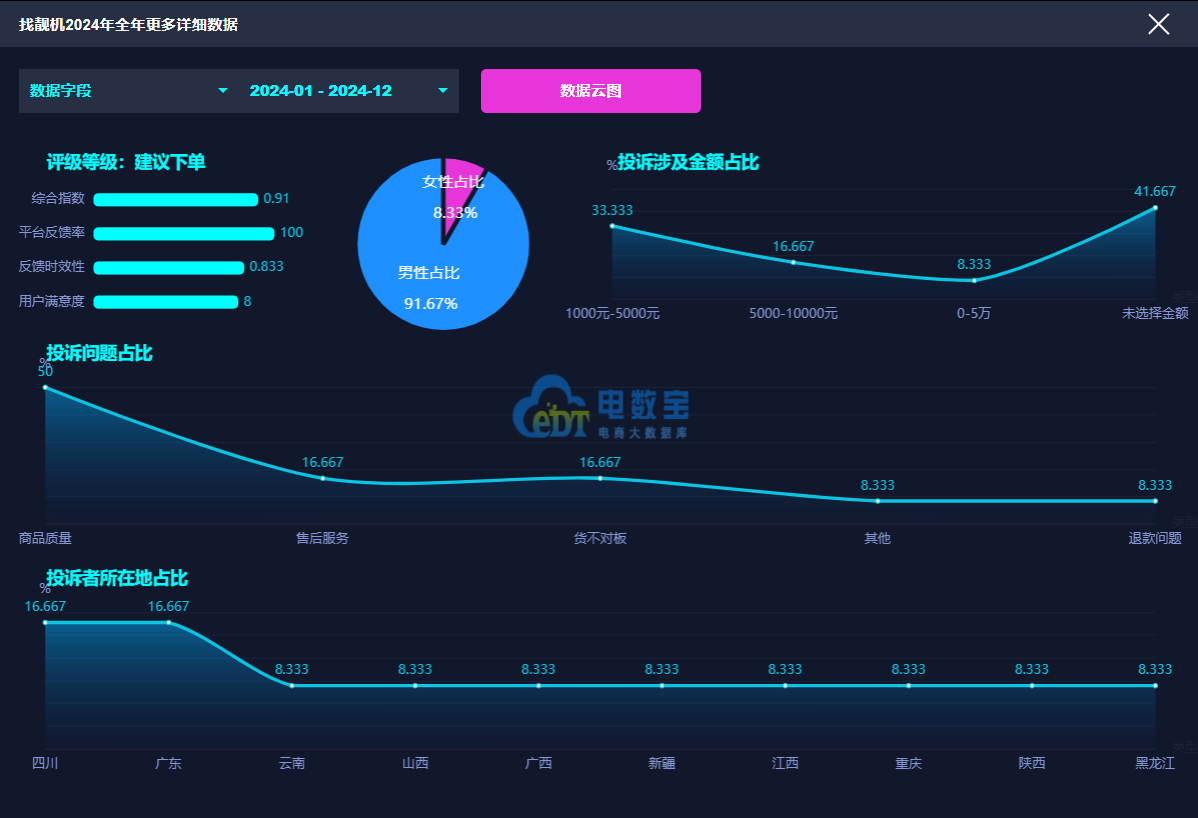 找靓机2024年全年更多详细数据
数据字段
2024-01 - 2024-12
数据云图
评级等级：建议下单
综合指数 0.91
平台反馈率 100
反馈时效性 0.833
用户满意度 8
女性占比
8.33%
男性占比
91.67%
%
投诉涉及金额占比
33.333 16.667 8.333 41.667
1000元-5000元 5000-10000元 0-5万 未选择金额
类型
%
投诉问题占比
50 16.667 16.667 8.333 8.333
eDT 电数宝
电商大数据库
类型
商品质量 售后服务 货不对板 其他 退款问题
%
投诉者所在地占比
16.667 16.667 8.333 8.333 8.333 8.333 8.333 8.333 8.333 8.333
类型
四川 广东 云南 山西 广西 新疆 江西 重庆 陕西 黑龙江